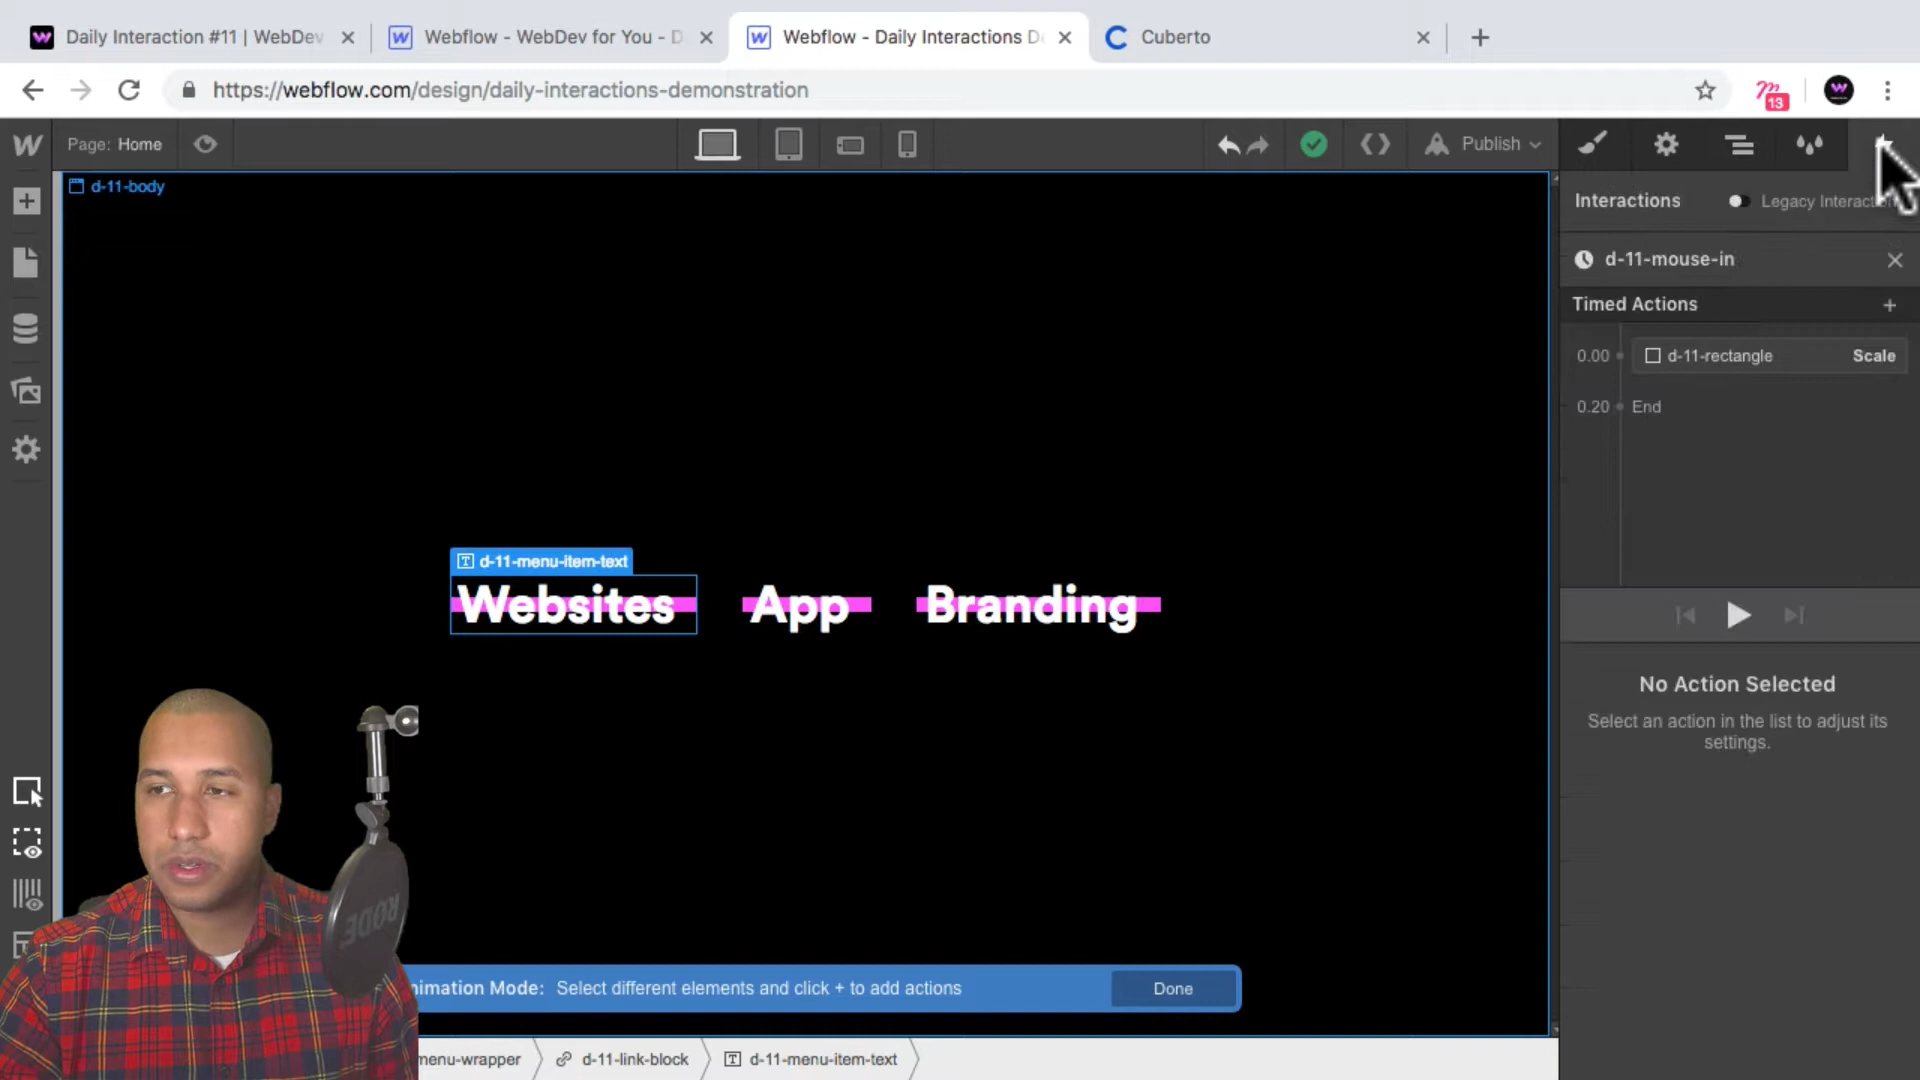 Daily Interaction #11 | WebDev
Webflow - WebDev for You - D
Webflow - Daily Interactions De
Cuberto
https://webflow.com/design/daily-interactions-demonstration
13
Page: Home
Publish
d-11-body
Interactions
Legacy Interaction
d-11-mouse-in
Timed Actions
0.00
d-11-rectangle
Scale
0.20
End
d-11-menu-item-text
Websites
App
Branding
No Action Selected
Select an action in the list to adjust its
settings.
RODE
nimation Mode: Select different elements and click + to add actions
Done
menu-wrapper
d-11-link-block
d-11-menu-item-text